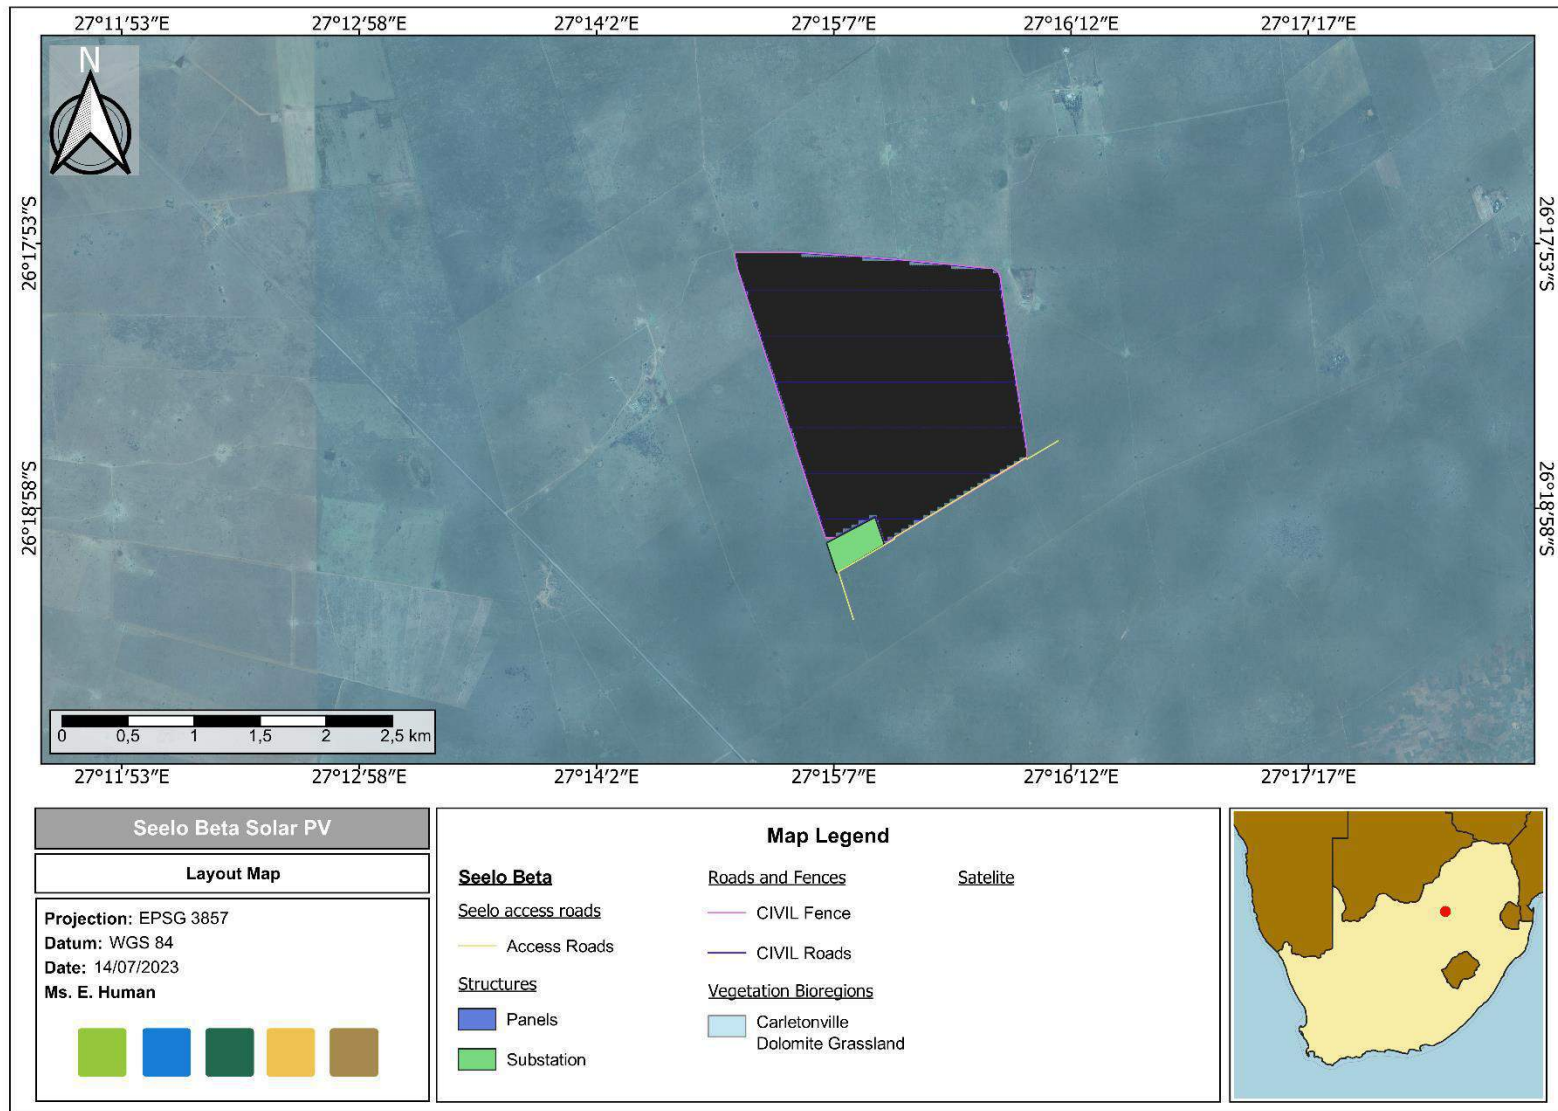 27°11′53″E 27°12′58″E 27°14′2″E 27°15′7″E 27°16′12″E 27°17′17″E
N
26°17′53″S
26°17′53″S
26°18′58″S
26°18′58″S
0 0,5 1 1,5 2 2,5 km
27°11′53″E 27°12′58″E 27°14′2″E 27°15′7″E 27°16′12″E 27°17′17″E
Seelo Beta Solar PV
Layout Map
Projection: EPSG 3857
Datum: WGS 84
Date: 14/07/2023
Ms. E. Human
Map Legend
Seelo Beta
Seelo access roads
Access Roads
Structures
Panels
Substation
Roads and Fences
CIVIL Fence
CIVIL Roads
Vegetation Bioregions
Carletonville
Dolomite Grassland
Satelite